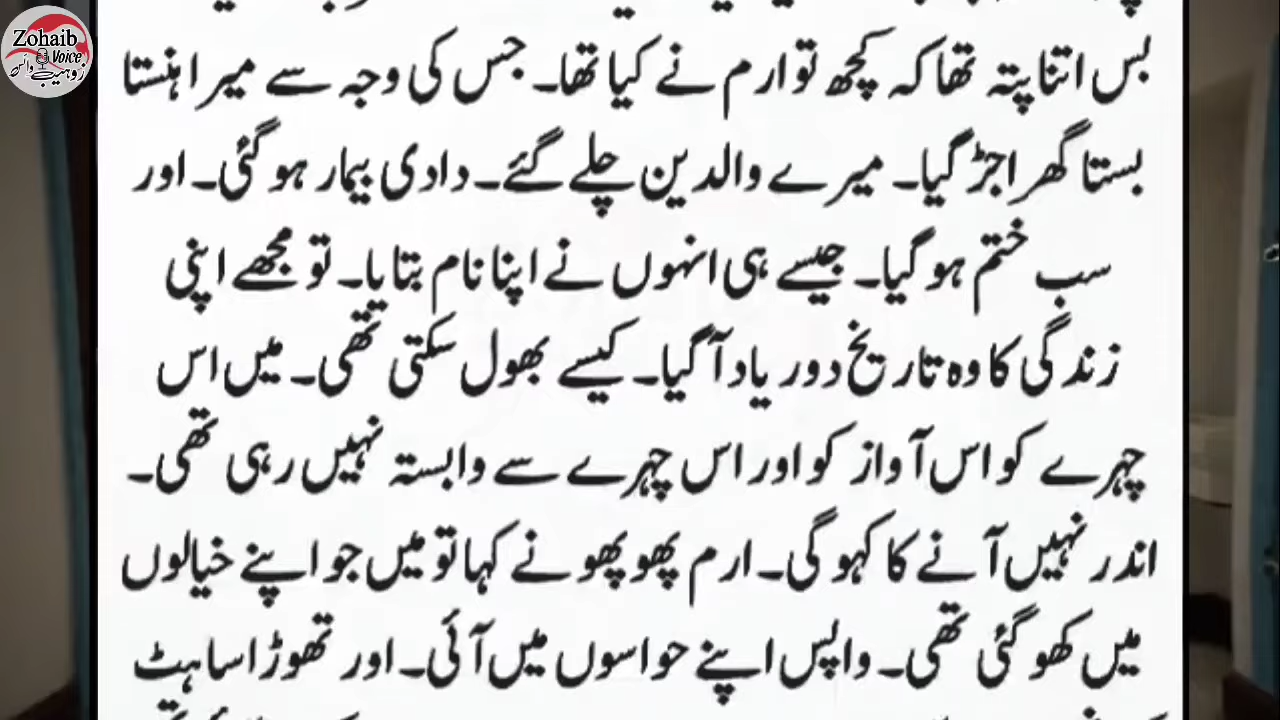 Zohaib
Voice
زوہیب وائس
بس اتنا پتہ تھا کہ کچھ تو ارم نے کیا تھا۔ جس کی وجہ سے میرا ہنستا
بستا گھر اجڑ گیا۔ میرے والدین چلے گئے۔ دادی بیمار ہو گئی۔ اور
سب ختم ہو گیا۔ جیسے ہی انہوں نے اپنا نام بتایا۔ تو مجھے اپنی
زندگی کا وہ تاریخ دور یاد آ گیا۔ کیسے بھول سکتی تھی۔ میں اس
چہرے کو اس آواز کو اور اس چہرے سے وابستہ نہیں رہی تھی۔
اندر نہیں آنے کا کہو گی۔ ارم پھوپھو نے کہا تو میں جو اپنے خیالوں
میں کھو گئی تھی۔ واپس اپنے حواسوں میں آئی۔ اور تھوڑا سا ہٹ